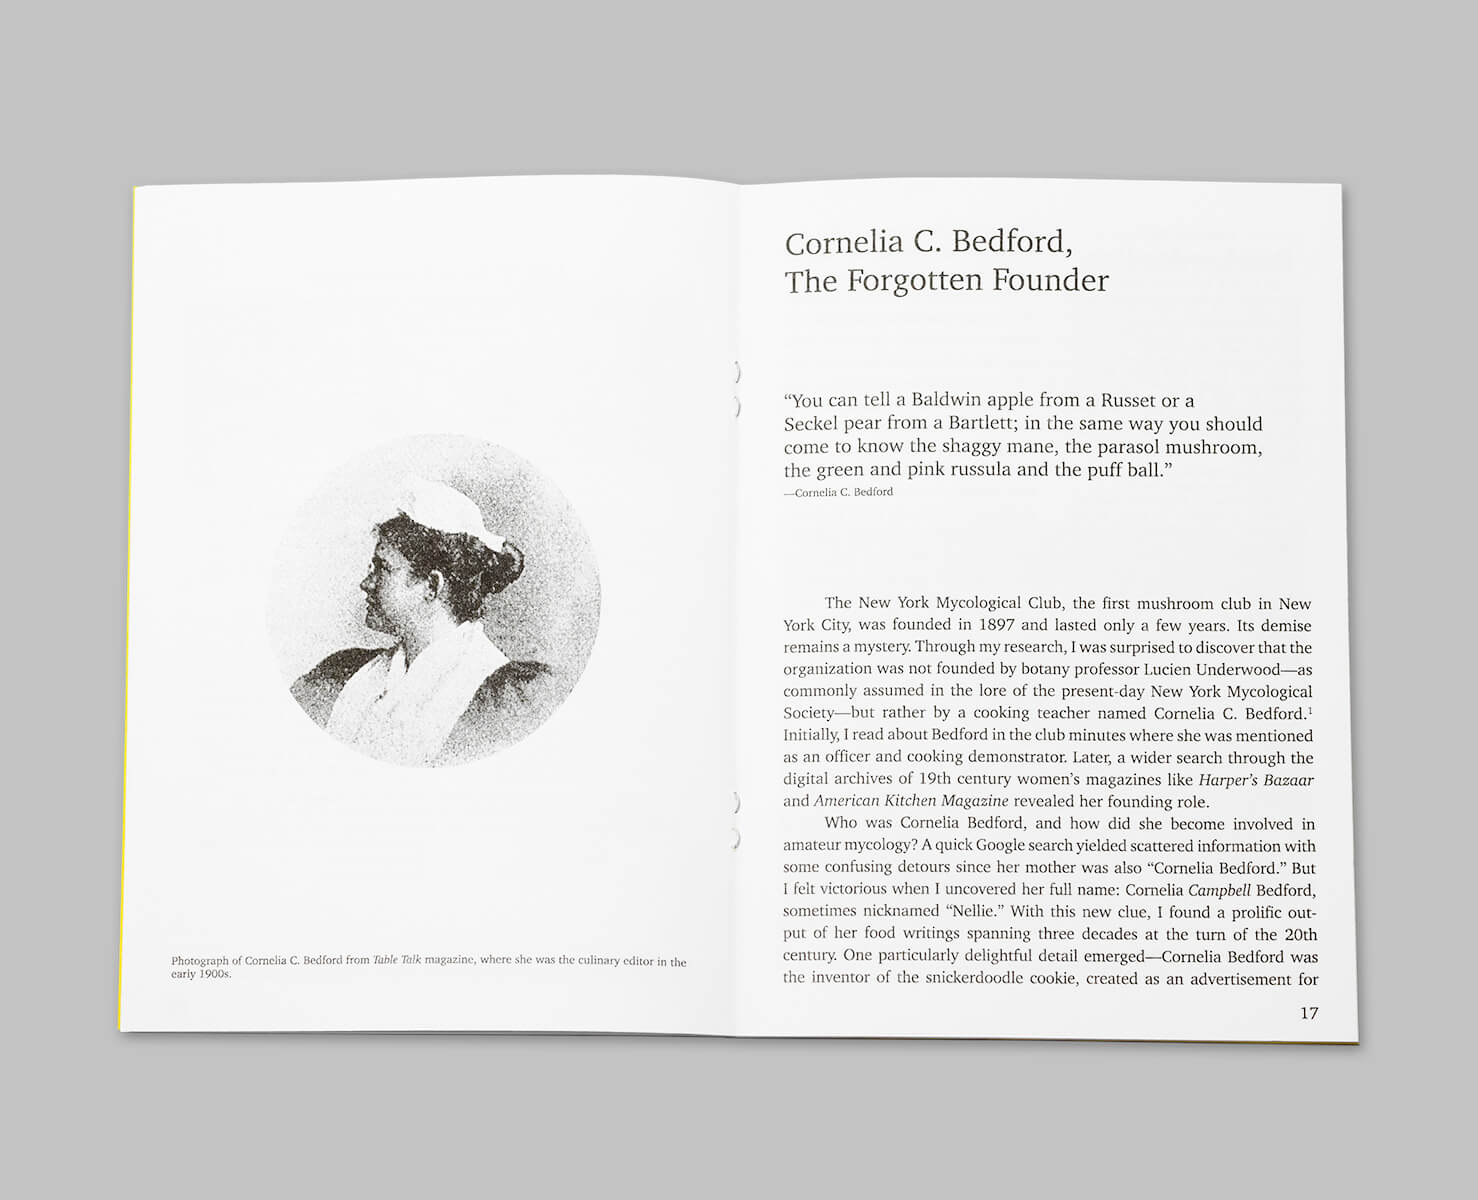 Photograph of Cornelia C. Bedford from Table Talk magazine, where she was the culinary editor in the
early 1900s.
Cornelia C. Bedford,
The Forgotten Founder
“You can tell a Baldwin apple from a Russet or a
Seckel pear from a Bartlett; in the same way you should
come to know the shaggy mane, the parasol mushroom,
the green and pink russula and the puff ball.”
—Cornelia C. Bedford
The New York Mycological Club, the first mushroom club in New
York City, was founded in 1897 and lasted only a few years. Its demise
remains a mystery. Through my research, I was surprised to discover that the
organization was not founded by botany professor Lucien Underwood—as
commonly assumed in the lore of the present-day New York Mycological
Society—but rather by a cooking teacher named Cornelia C. Bedford.¹
Initially, I read about Bedford in the club minutes where she was mentioned
as an officer and cooking demonstrator. Later, a wider search through the
digital archives of 19th century women’s magazines like Harper’s Bazaar
and American Kitchen Magazine revealed her founding role.
Who was Cornelia Bedford, and how did she become involved in
amateur mycology? A quick Google search yielded scattered information with
some confusing detours since her mother was also “Cornelia Bedford.” But
I felt victorious when I uncovered her full name: Cornelia Campbell Bedford,
sometimes nicknamed “Nellie.” With this new clue, I found a prolific out-
put of her food writings spanning three decades at the turn of the 20th
century. One particularly delightful detail emerged—Cornelia Bedford was
the inventor of the snickerdoodle cookie, created as an advertisement for
17